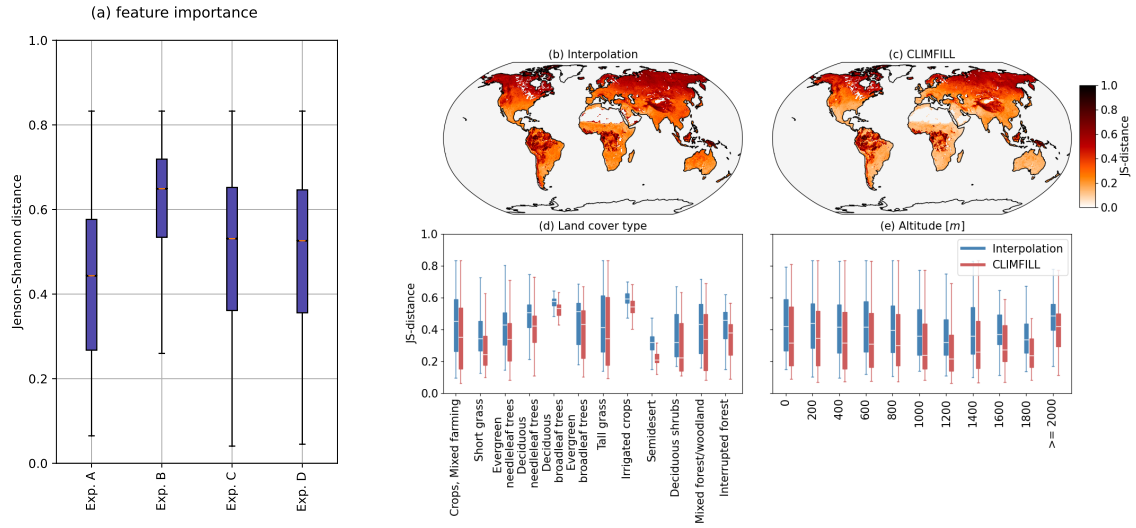 (a) feature importance
Jenson-Shannon distance
1.0
0.8
0.6
0.4
0.2
0.0
Exp. A
Exp. B
Exp. C
Exp. D
(b) Interpolation
(c) CLIMFILL
1.0
0.8
0.6
0.4
0.2
0.0
JS-distance
(d) Land cover type
JS-distance
1.0
0.8
0.6
0.4
0.2
0.0
Crops, Mixed farming
Short grass
Evergreen
needleleaf trees
Deciduous
needleleaf trees
Deciduous
broadleaf trees
Evergreen
broadleaf trees
Tall grass
Irrigated crops
Semidesert
Deciduous shrubs
Mixed forest/woodland
Interrupted forest
(e) Altitude [m]
Interpolation
CLIMFILL
0
200
400
600
800
1000
1200
1400
1600
1800
>= 2000